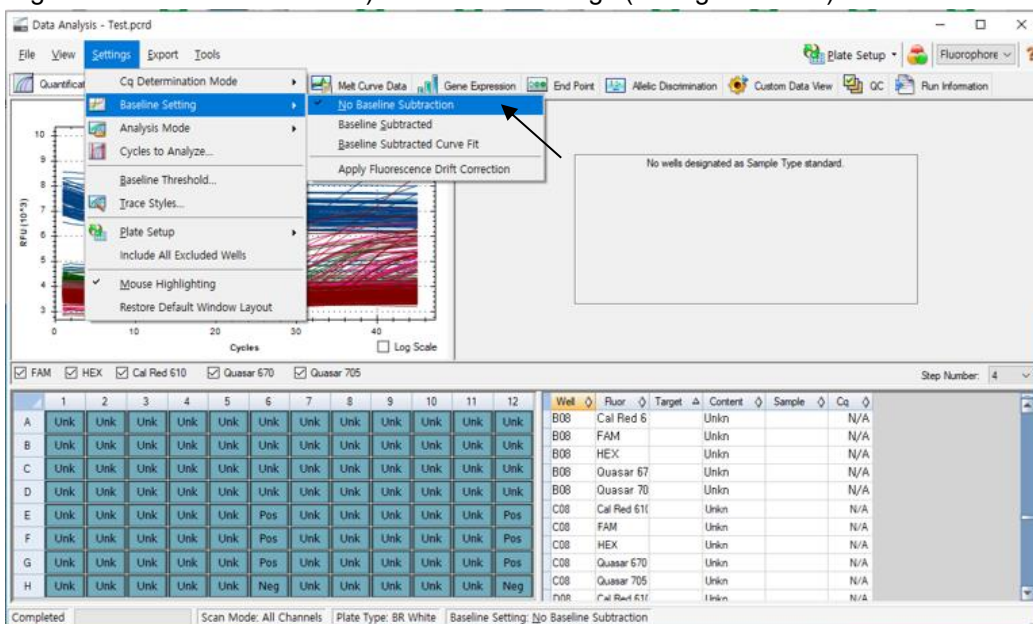 Data Analysis - Test.pcrd
File View Settings Export Tools
Plate Setup
Fluorophore
Quantificat
Melt Curve Data
Gene Expression
End Point
Allelic Discrimination
Custom Data View
QC
Run Information
Cq Determination Mode
Baseline Setting
Analysis Mode
Cycles to Analyze...
Baseline Threshold...
Trace Styles...
Plate Setup
Include All Excluded Wells
Mouse Highlighting
Restore Default Window Layout
No Baseline Subtraction
Baseline Subtracted
Baseline Subtracted Curve Fit
Apply Fluorescence Drift Correction
10
9
8
7
6
5
4
3
RFU (10^3)
0 10 20 30 40
Cycles
Log Scale
No wells designated as Sample Type standard.
FAM HEX Cal Red 610 Quasar 670 Quasar 705
Step Number: 4
1 2 3 4 5 6 7 8 9 10 11 12
A Unk Unk Unk Unk Unk Unk Unk Unk Unk Unk Unk Unk
B Unk Unk Unk Unk Unk Unk Unk Unk Unk Unk Unk Unk
C Unk Unk Unk Unk Unk Unk Unk Unk Unk Unk Unk Unk
D Unk Unk Unk Unk Unk Unk Unk Unk Unk Unk Unk Unk
E Unk Unk Unk Unk Unk Pos Unk Unk Unk Unk Unk Pos
F Unk Unk Unk Unk Unk Pos Unk Unk Unk Unk Unk Pos
G Unk Unk Unk Unk Unk Pos Unk Unk Unk Unk Unk Pos
H Unk Unk Unk Unk Unk Neg Unk Unk Unk Unk Unk Neg
Well Fluor Target Content Sample Cq
B08 Cal Red 6 Unkn N/A
B08 FAM Unkn N/A
B08 HEX Unkn N/A
B08 Quasar 67 Unkn N/A
B08 Quasar 70 Unkn N/A
C08 Cal Red 610 Unkn N/A
C08 FAM Unkn N/A
C08 HEX Unkn N/A
C08 Quasar 670 Unkn N/A
C08 Quasar 705 Unkn N/A
D08 Cal Red 610 Unkn N/A
Completed
Scan Mode: All Channels
Plate Type: BR White
Baseline Setting: No Baseline Subtraction